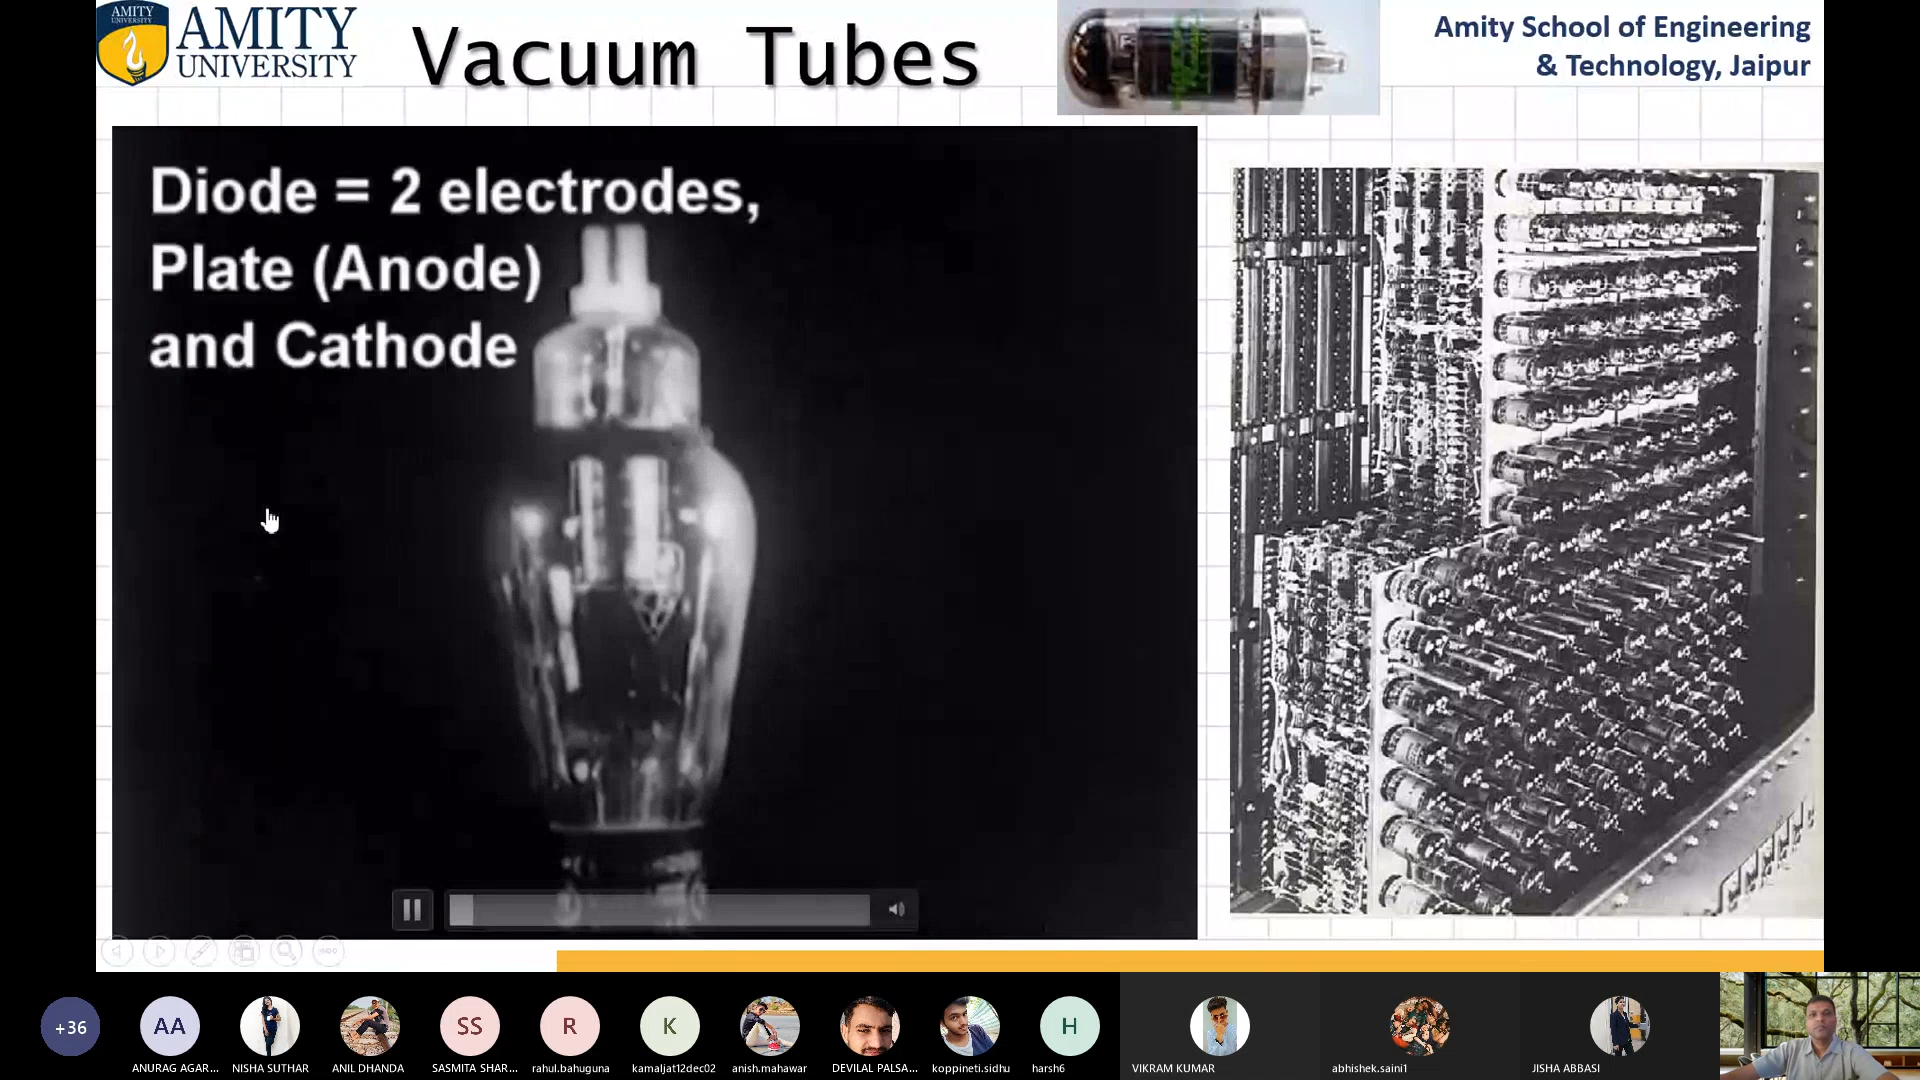 AMITY
UNIVERSITY
AMITY
UNIVERSITY
Vacuum Tubes
Amity School of Engineering
& Technology, Jaipur
Diode = 2 electrodes,
Plate (Anode)
and Cathode
+36
AA
SS
R
K
H
ANURAG AGAR...
NISHA SUTHAR
ANIL DHANDA
SASMITA SHAR...
rahul.bahuguna
kamaljat12dec02
anish.mahawar
DEVILAL PALSA...
koppineti.sidhu
harsh6
VIKRAM KUMAR
abhishek.saini1
JISHA ABBASI